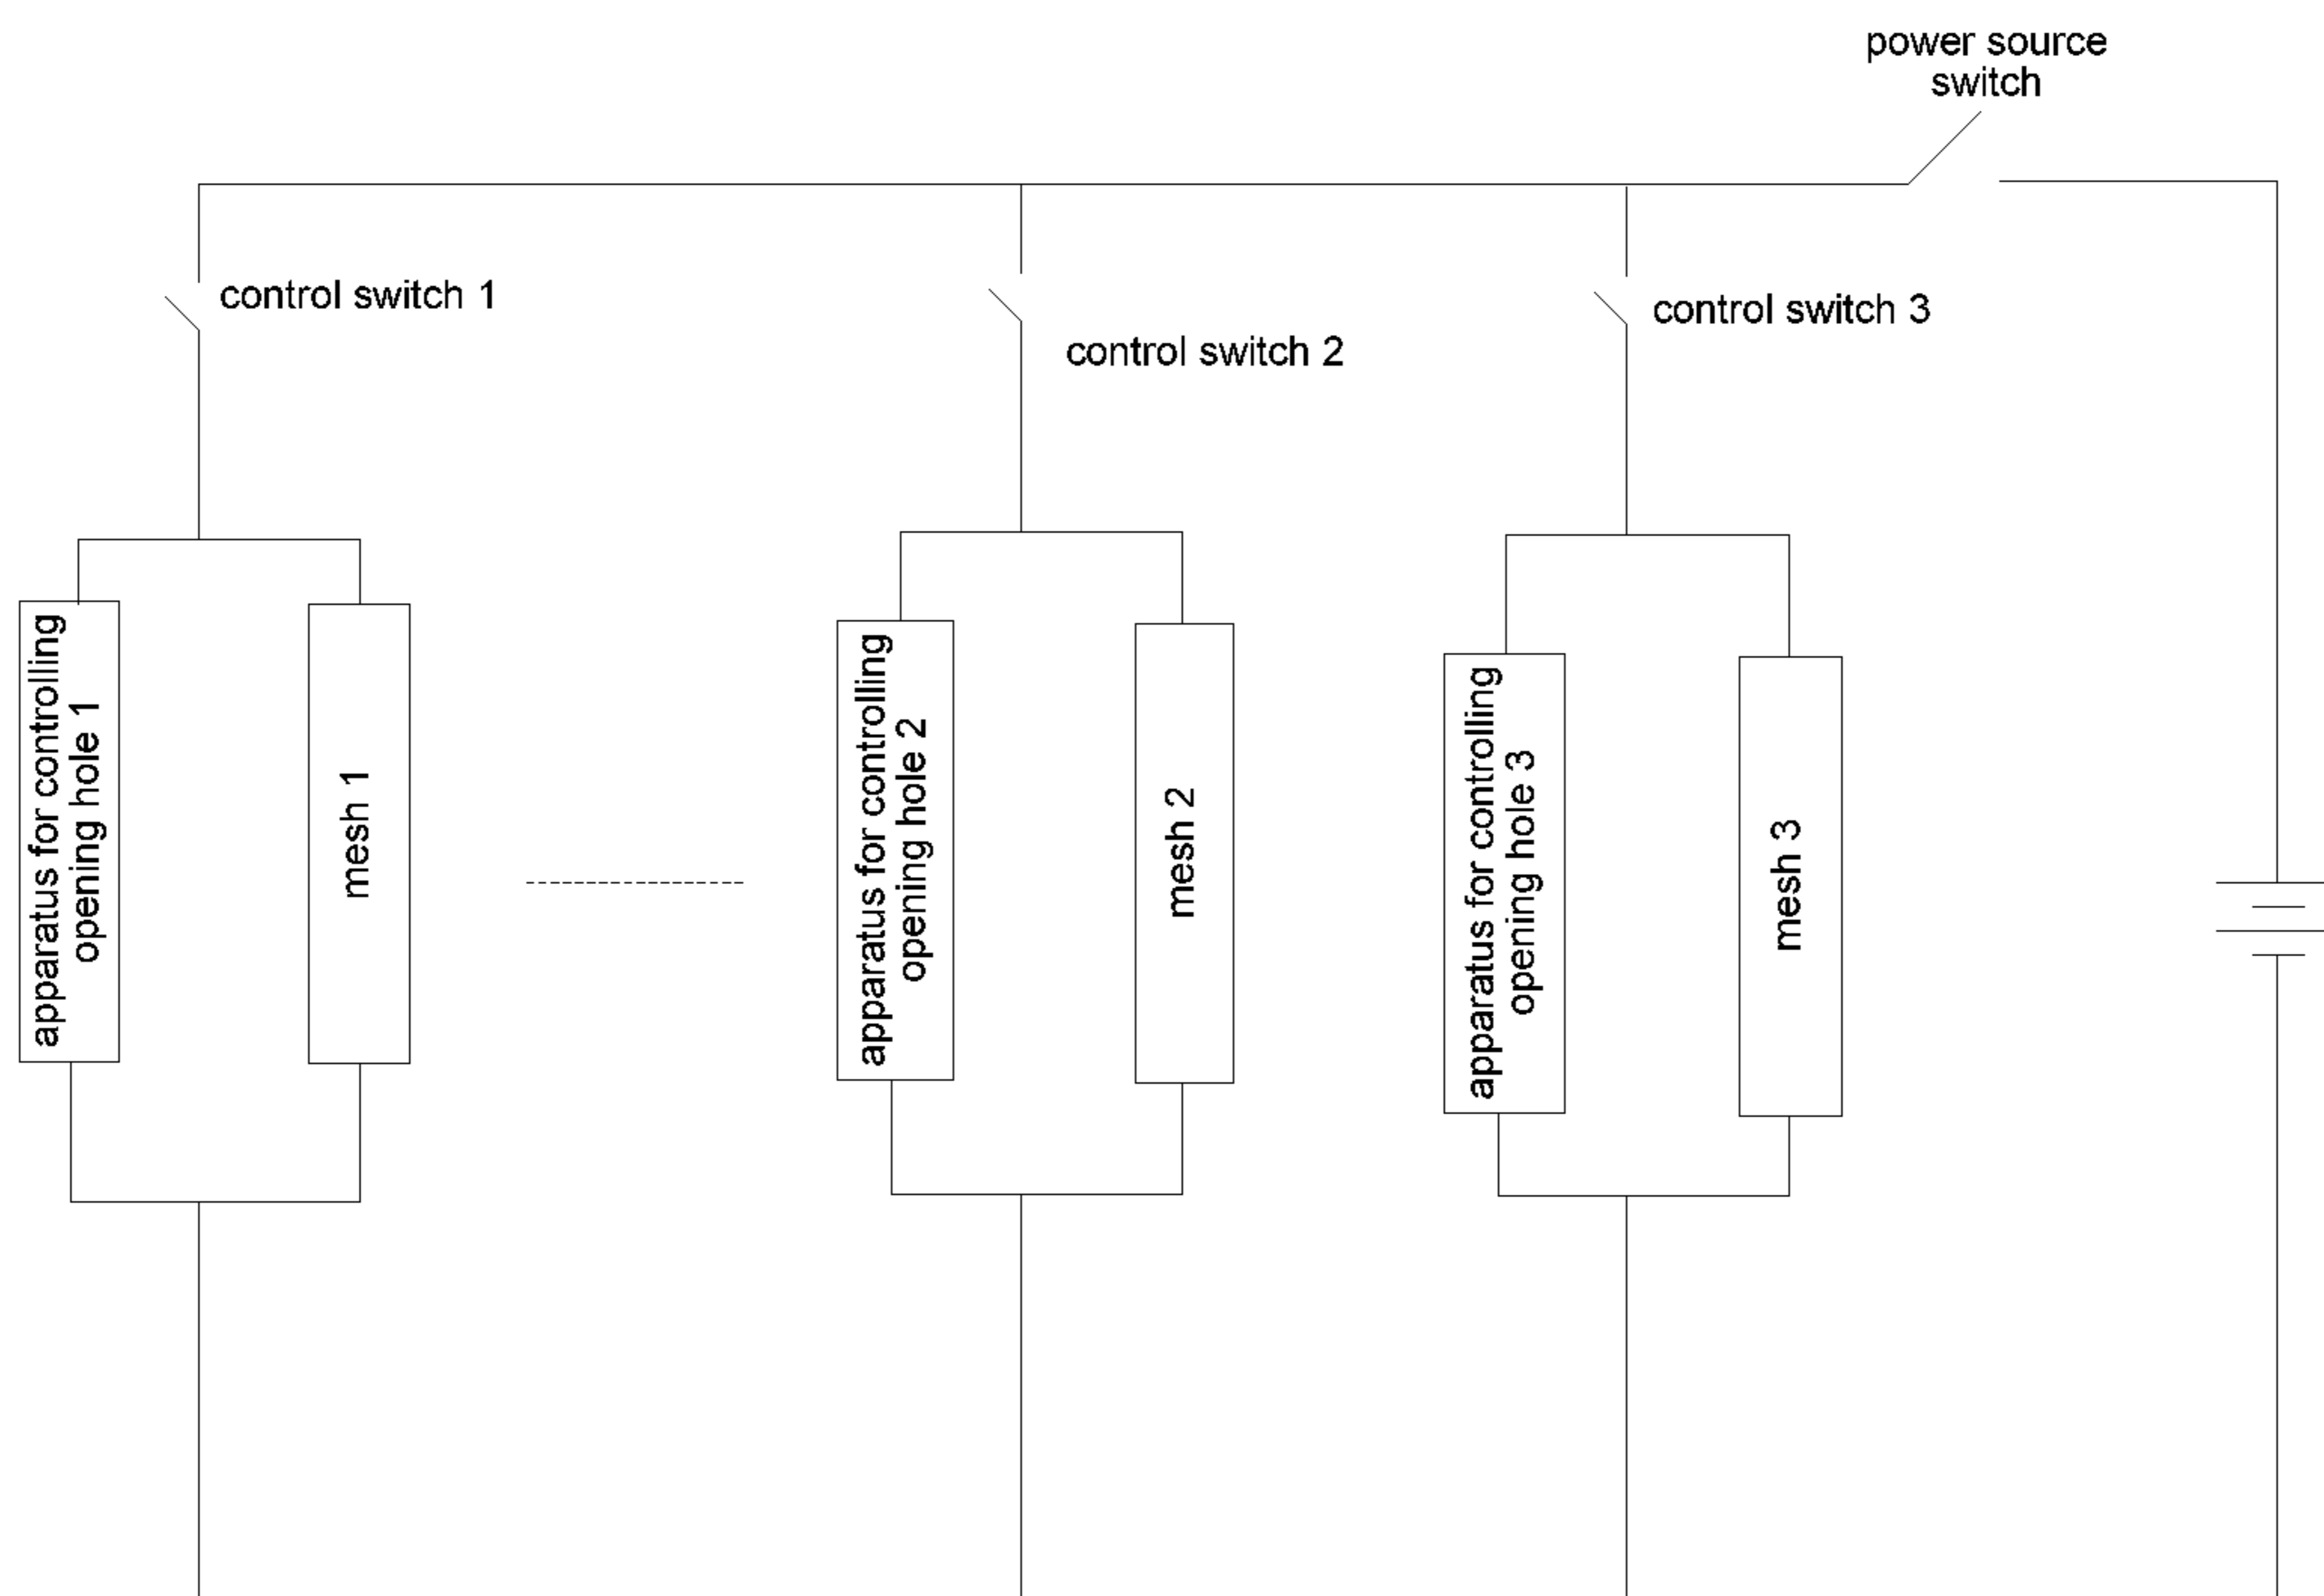 power source
switch
control switch 1
control switch 2
control switch 3
apparatus for controlling
opening hole 1
mesh 1
apparatus for controlling
opening hole 2
mesh 2
apparatus for controlling
opening hole 3
mesh 3